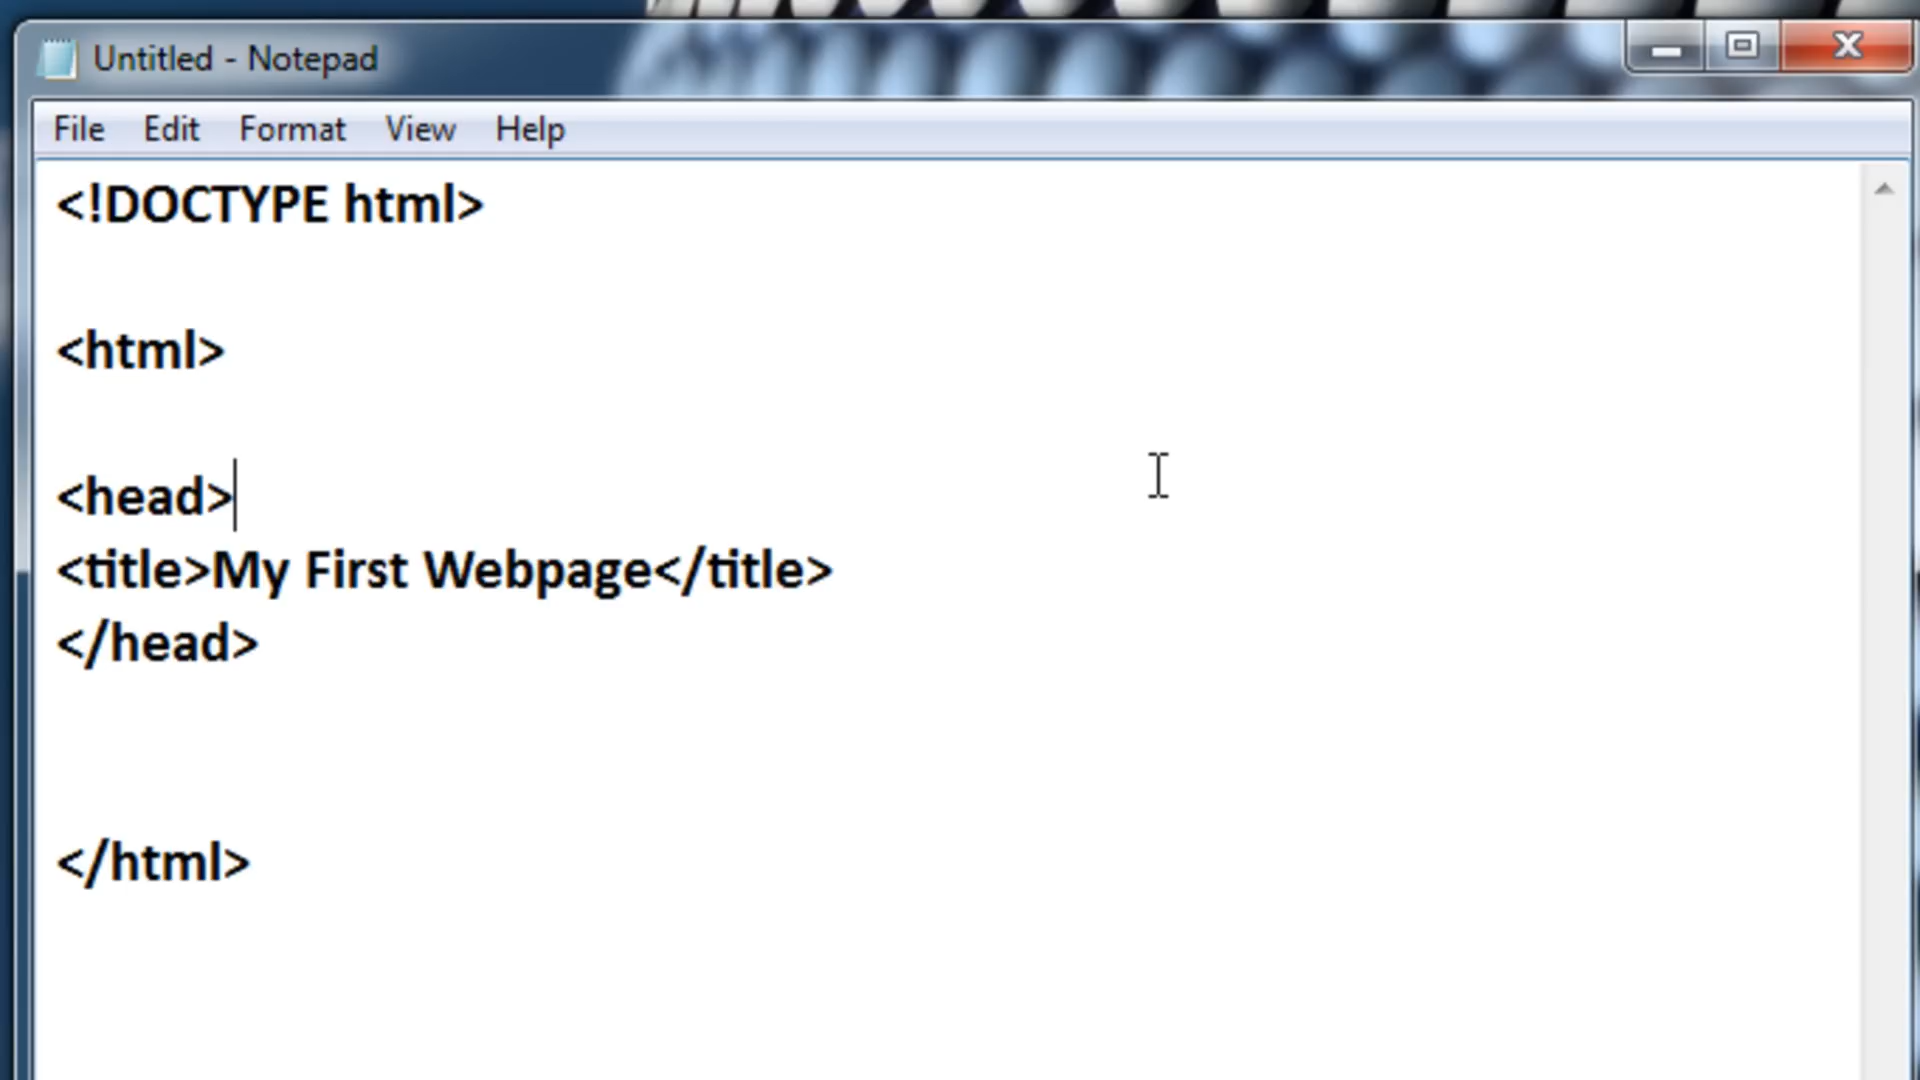 Untitled - Notepad
File Edit Format View Help
<!DOCTYPE html>
<html>
<head>
<title>My First Webpage</title>
</head>
</html>